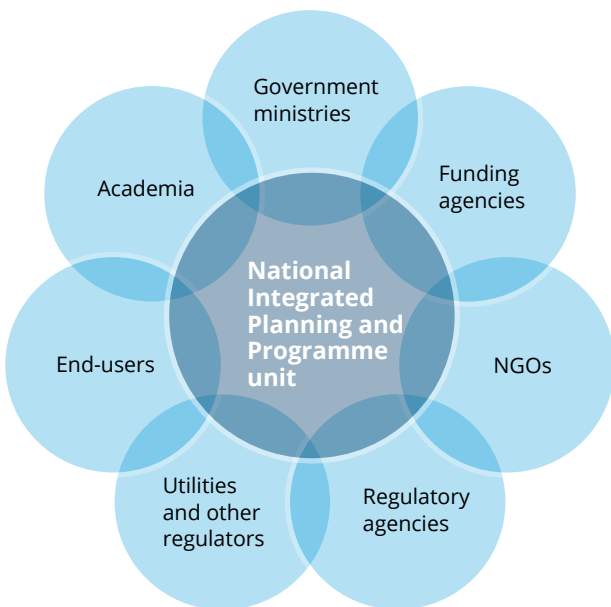 Government
ministries
Academia
Funding
agencies
National
Integrated
Planning and
Programme
unit
End-users
NGOs
Utilities
and other
regulators
Regulatory
agencies